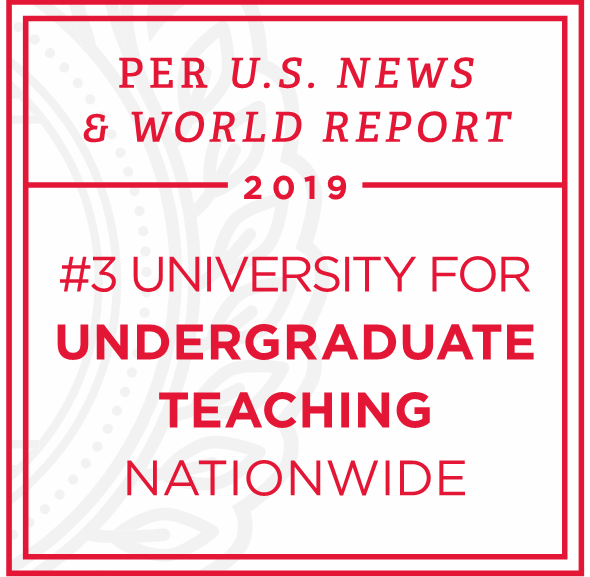 PER U.S. NEWS
& WORLD REPORT
2019
#3 UNIVERSITY FOR
UNDERGRADUATE
TEACHING
NATIONWIDE